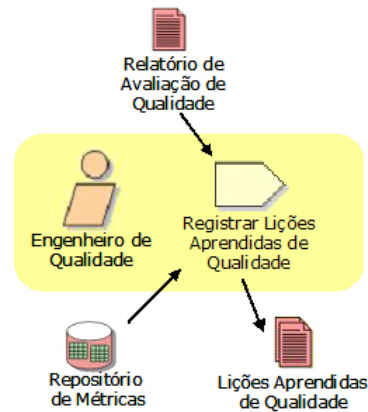 Relatório de
Avaliação de
Qualidade
Engenheiro de
Qualidade
Registrar Lições
Aprendidas de
Qualidade
Repositório
de Métricas
Lições Aprendidas
de Qualidade